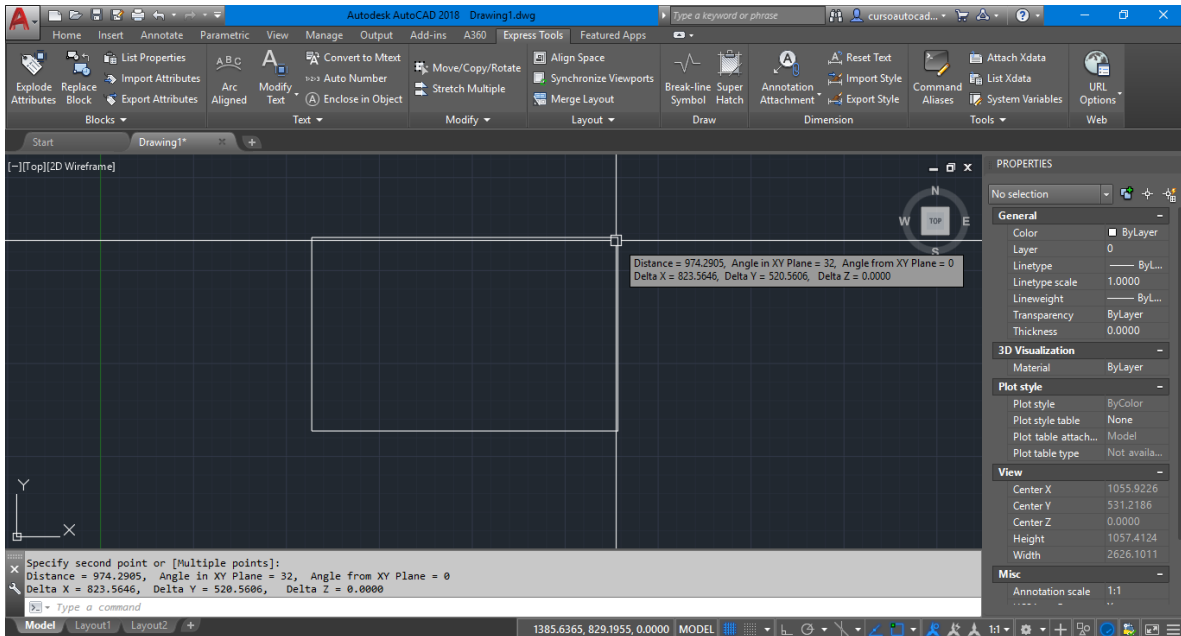 Autodesk AutoCAD 2018 Drawing1.dwg
Type a keyword or phrase
cursoautocad...
Home Insert Annotate Parametric View Manage Output Add-ins A360 Express Tools Featured Apps
Explode Attributes
Replace Block
List Properties
Import Attributes
Export Attributes
Blocks
ABC
Arc Aligned
Modify Text
Convert to Mtext
1-2-3 Auto Number
A Enclose in Object
Text
Move/Copy/Rotate
Stretch Multiple
Modify
Align Space
Synchronize Viewports
Merge Layout
Layout
Break-line Symbol
Super Hatch
Draw
Annotation Attachment
Reset Text
Import Style
Export Style
Dimension
Command Aliases
Attach Xdata
List Xdata
System Variables
Tools
URL Options
Web
Start Drawing1*
[−][Top][2D Wireframe]
N
W TOP E
S
Distance = 974.2905, Angle in XY Plane = 32, Angle from XY Plane = 0
Delta X = 823.5646, Delta Y = 520.5606, Delta Z = 0.0000
Y
X
PROPERTIES
No selection
General
Color ByLayer
Layer 0
Linetype ByL...
Linetype scale 1.0000
Lineweight ByL...
Transparency ByLayer
Thickness 0.0000
3D Visualization
Material ByLayer
Plot style
Plot style ByColor
Plot style table None
Plot table attach... Model
Plot table type Not availa...
View
Center X 1055.9226
Center Y 531.2186
Center Z 0.0000
Height 1057.4124
Width 2626.1011
Misc
Annotation scale 1:1
Specify second point or [Multiple points]:
Distance = 974.2905, Angle in XY Plane = 32, Angle from XY Plane = 0
Delta X = 823.5646, Delta Y = 520.5606, Delta Z = 0.0000
Type a command
Model Layout1 Layout2 +
1385.6365, 829.1955, 0.0000 MODEL 1:1